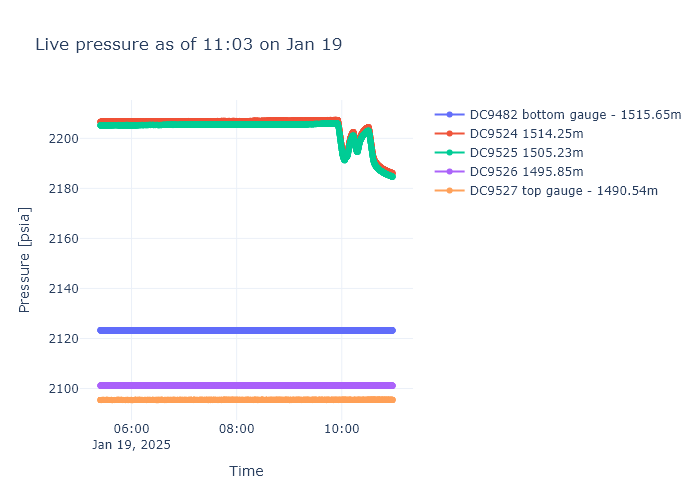 Live pressure as of 11:03 on Jan 19
DC9482 bottom gauge - 1515.65m
DC9524 1514.25m
DC9525 1505.23m
DC9526 1495.85m
DC9527 top gauge - 1490.54m
Pressure [psia]
2200
2180
2160
2140
2120
2100
06:00
08:00
10:00
Jan 19, 2025
Time